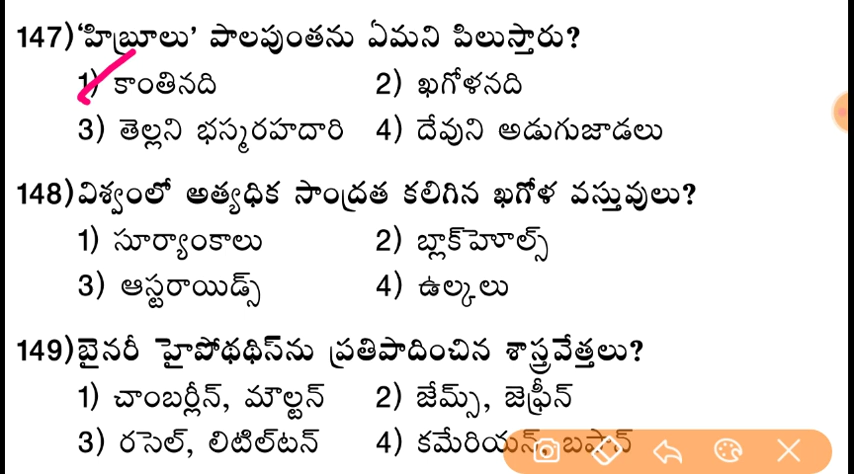 147) 'హిబ్రూలు' పాలపుంతను ఏమని పిలుస్తారు?
1) కాంతినది 2) ఖగోళనది
3) తెల్లని భస్మరహదారి 4) దేవుని అడుగుజాడలు
148) విశ్వంలో అత్యధిక సాంద్రత కలిగిన ఖగోళ వస్తువులు?
1) సూర్యాంకాలు 2) బ్లాక్‌హెూల్స్
3) ఆస్టరాయిడ్స్ 4) ఉల్కలు
149) బైనరీ హైపోథథిస్‌ను ప్రతిపాదించిన శాస్త్రవేత్తలు?
1) చాంబర్లీన్, మౌల్టన్ 2) జేమ్స్, జెఫ్రీన్
3) రసెల్, లిటిల్‌టన్ 4) కమేరియన్, బఫాన్